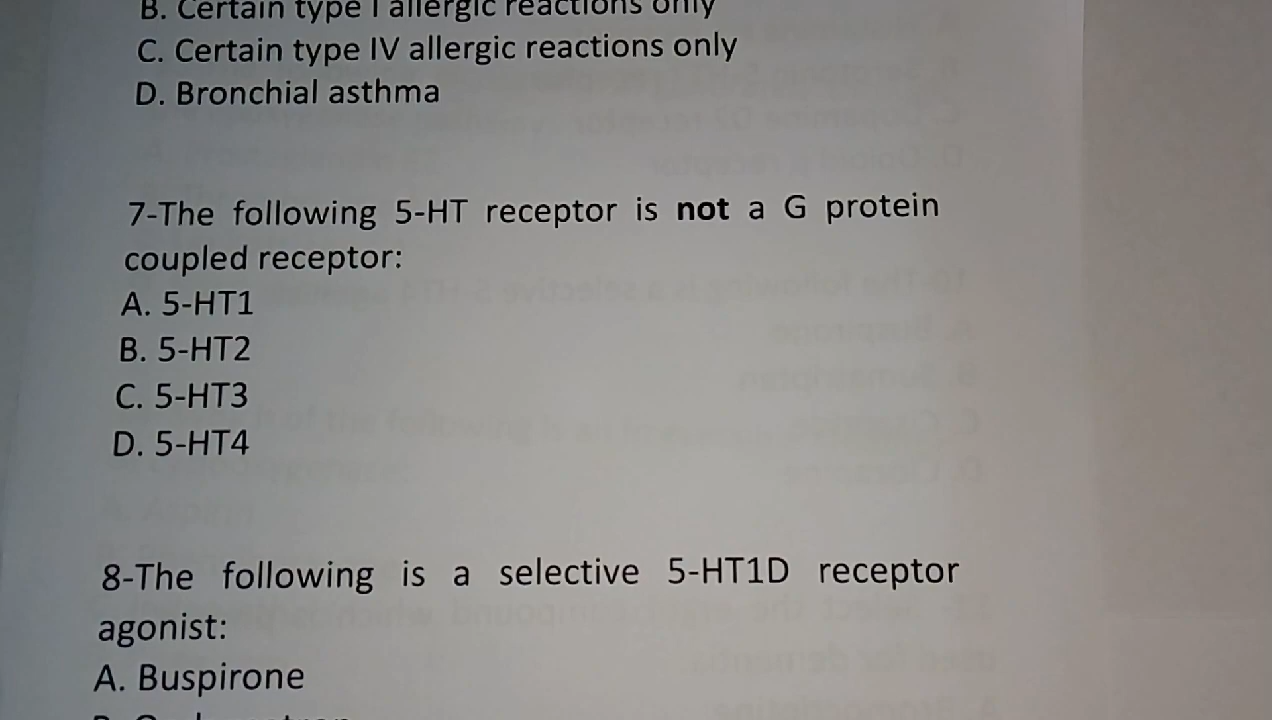 B. Certain type I allergic reactions only
C. Certain type IV allergic reactions only
D. Bronchial asthma
7-The following 5-HT receptor is not a G protein
coupled receptor:
A. 5-HT1
B. 5-HT2
C. 5-HT3
D. 5-HT4
8-The following is a selective 5-HT1D receptor
agonist:
A. Buspirone